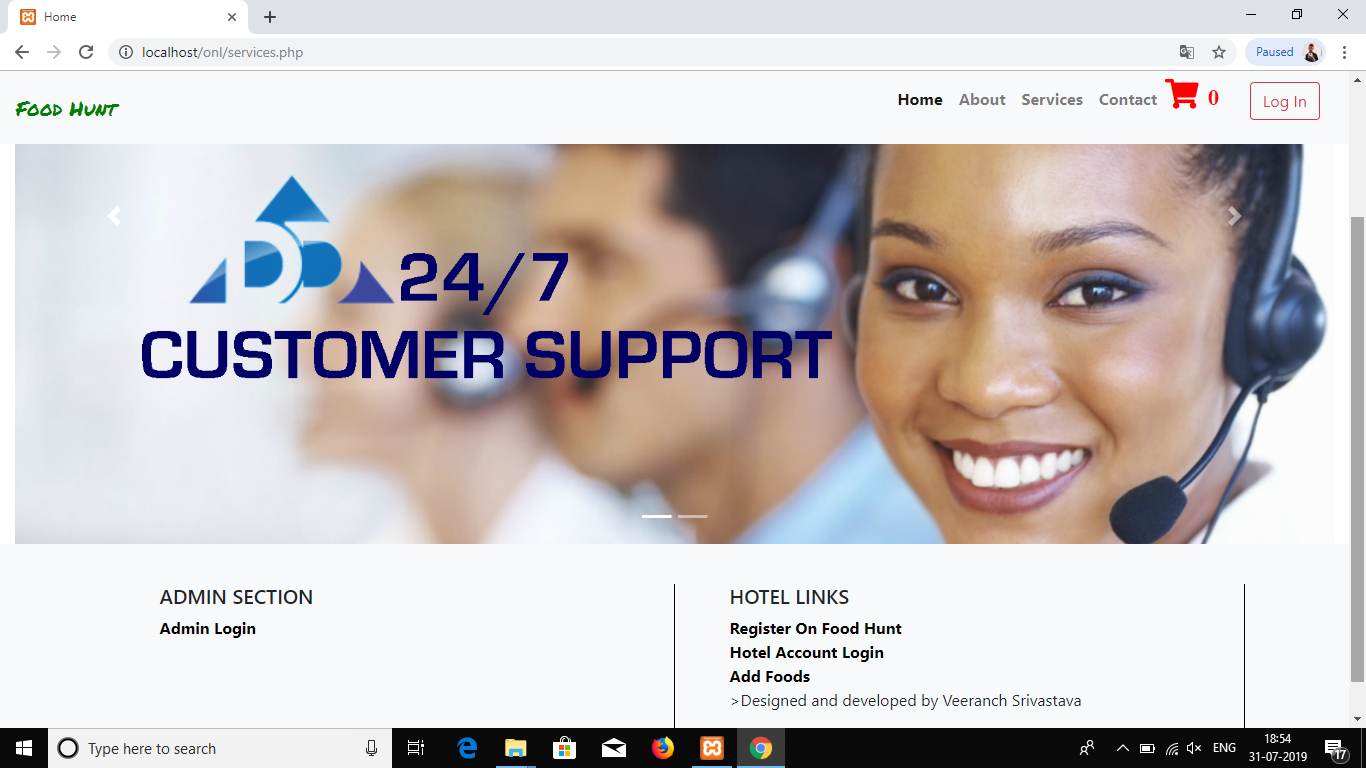 Home
localhost/onl/services.php
Paused
Food Hunt
Home About Services Contact 0 Log In
DSD
24/7
CUSTOMER SUPPORT
ADMIN SECTION
Admin Login
HOTEL LINKS
Register On Food Hunt
Hotel Account Login
Add Foods
>Designed and developed by Veeranch Srivastava
Type here to search
ENG
18:54
31-07-2019
17